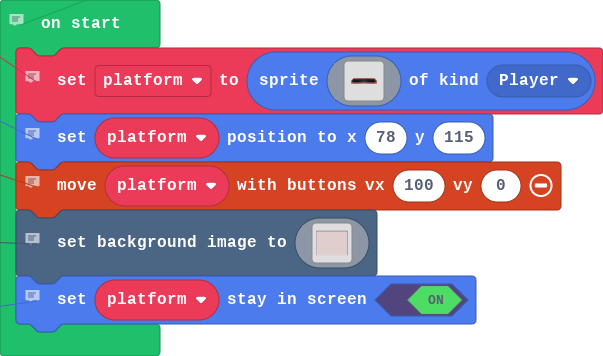 on start
set platform to sprite of kind Player
set platform position to x 78 y 115
move platform with buttons vx 100 vy 0
set background image to
set platform stay in screen ON